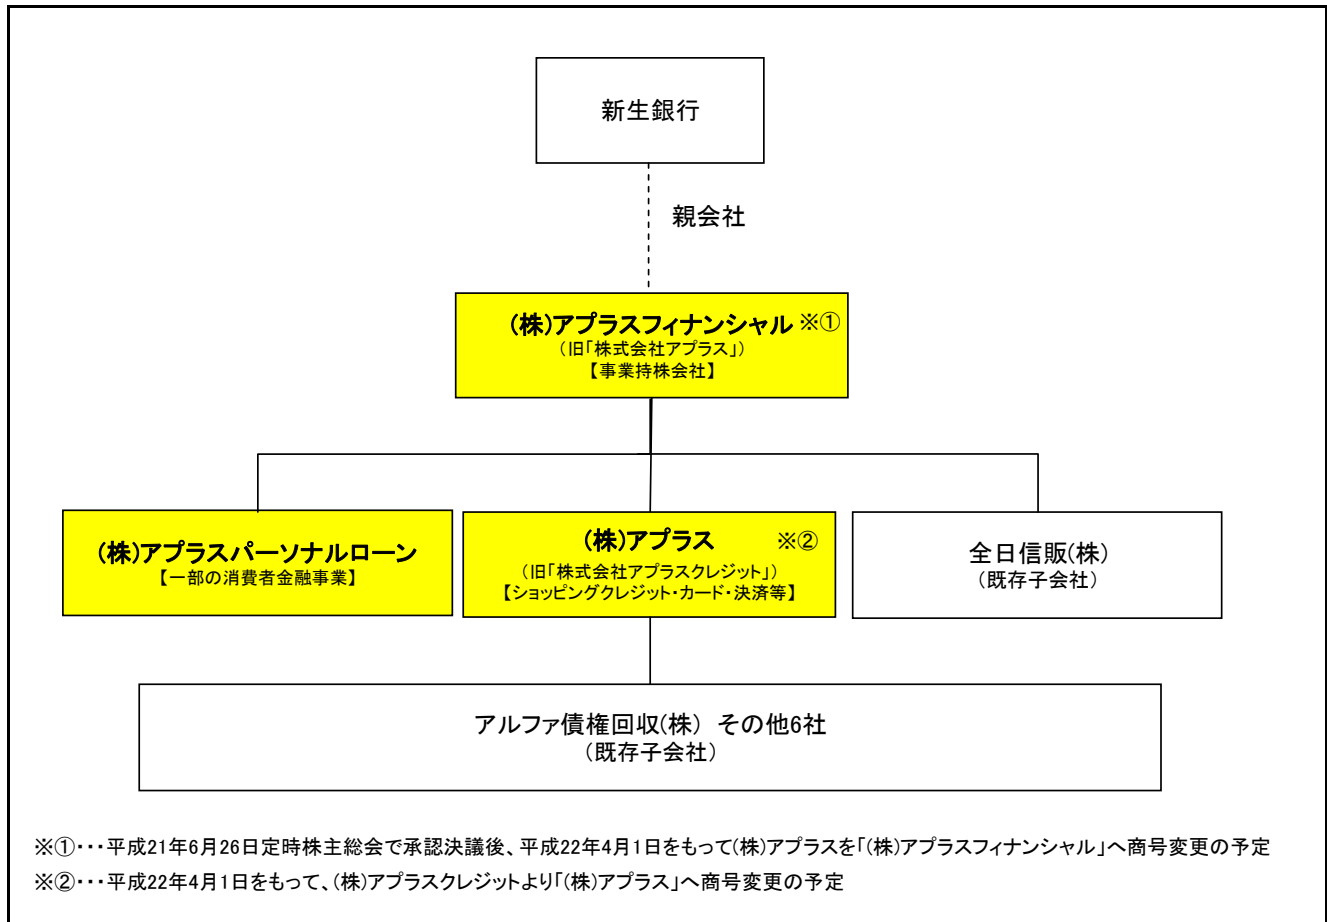 新生銀行
親会社
(株)アプラスフィナンシャル ※①
(旧「株式会社アプラス」)
【事業持株会社】
(株)アプラスパーソナルローン
【一部の消費者金融事業】
(株)アプラス ※②
(旧「株式会社アプラスクレジット」)
【ショッピングクレジット・カード・決済等】
全日信販(株)
(既存子会社)
アルファ債権回収(株) その他6社
(既存子会社)
※①・・・平成21年6月26日定時株主総会で承認決議後、平成22年4月1日をもって(株)アプラスを「(株)アプラスフィナンシャル」へ商号変更の予定
※②・・・平成22年4月1日をもって、(株)アプラスクレジットより「(株)アプラス」へ商号変更の予定